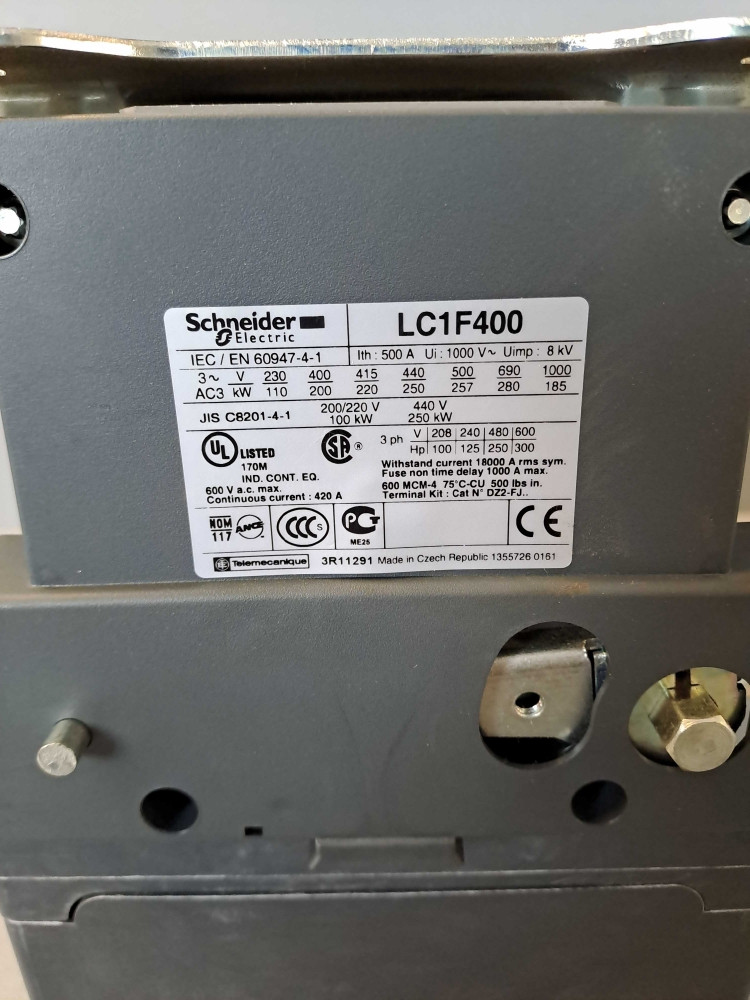 Schneider Electric
LC1F400
IEC / EN 60947-4-1
Ith : 500 A Ui : 1000 V~ Uimp : 8 kV
3~ V 230 400 415 440 500 690 1000
AC3 kW 110 200 220 250 257 280 185
JIS C8201-4-1
200/220 V 440 V
100 kW 250 kW
UL LISTED
170M
IND. CONT. EQ.
600 V a.c. max.
Continuous current : 420 A
SA ®
3 ph V 208 240 480 600
Hp 100 125 250 300
Withstand current 18000 A rms sym.
Fuse non time delay 1000 A max.
600 MCM-4 75°C-CU 500 lbs in.
Terminal Kit : Cat N° DZ2-FJ..
NOM
117
ANCE
CCC S
PCT
ME25
CE
Telemecanique 3R11291 Made in Czech Republic 1355726 0161